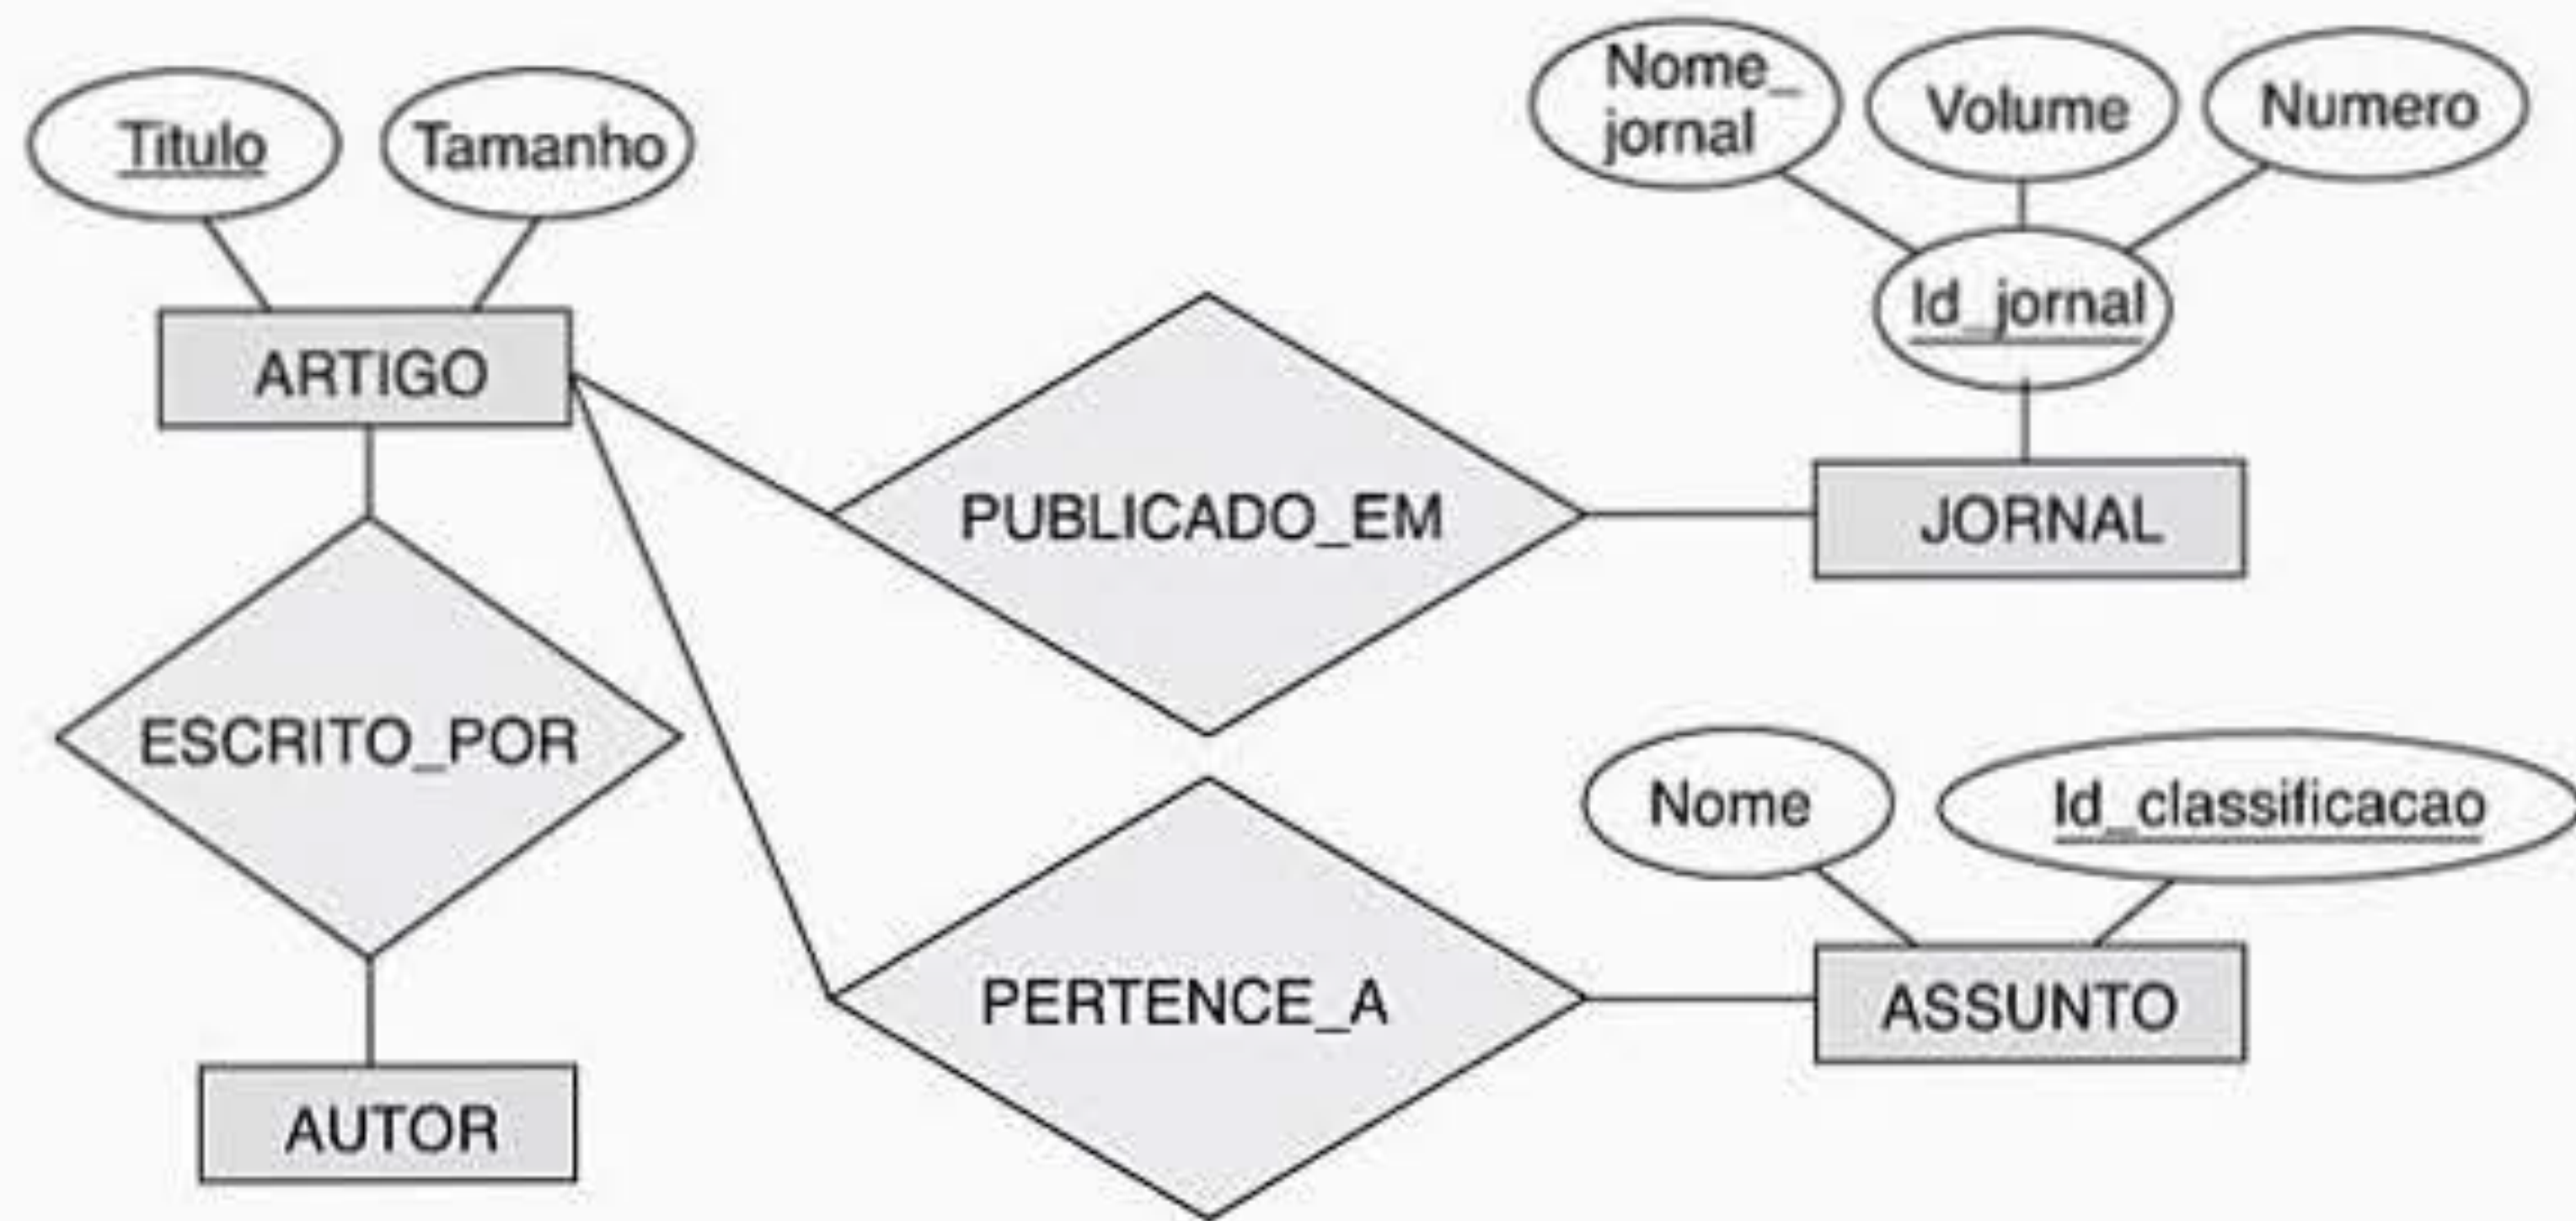 Titulo
Tamanho
Nome_
jornal
Volume
Numero
Id_jornal
ARTIGO
PUBLICADO_EM
JORNAL
ESCRITO_POR
Nome
Id_classificacao
PERTENCE_A
ASSUNTO
AUTOR